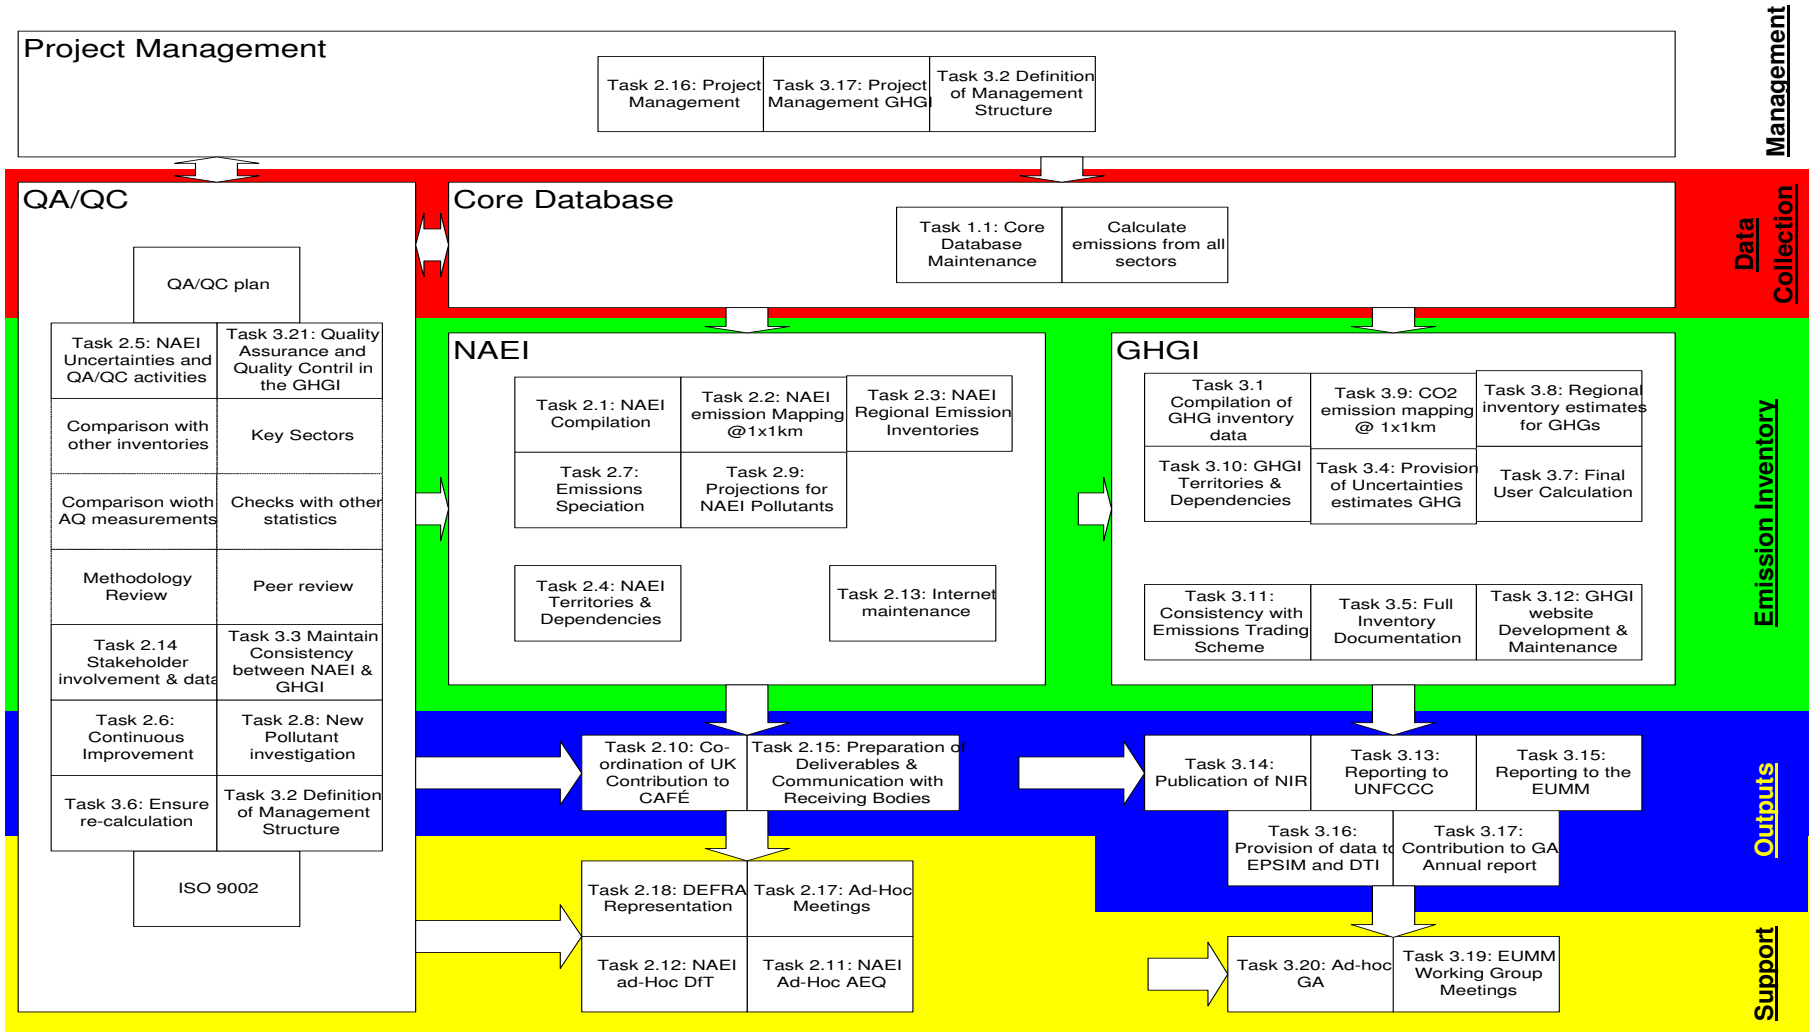 Project Management
Task 2.16: Project
Management
Task 3.17: Project
Management GHGI
Task 3.2 Definition
of Management
Structure
Management
QA/QC
QA/QC plan
Task 2.5: NAEI
Uncertainties and
QA/QC activities
Task 3.21: Quality
Assurance and
Quality Contril in
the GHGI
Comparison with
other inventories
Key Sectors
Comparison wioth
AQ measurements
Checks with other
statistics
Methodology
Review
Peer review
Task 2.14
Stakeholder
involvement & data
Task 3.3 Maintain
Consistency
between NAEI &
GHGI
Task 2.6:
Continuous
Improvement
Task 2.8: New
Pollutant
investigation
Task 3.6: Ensure
re-calculation
Task 3.2 Definition
of Management
Structure
ISO 9002
Core Database
Task 1.1: Core
Database
Maintenance
Calculate
emissions from all
sectors
Data
Collection
NAEI
Task 2.1: NAEI
Compilation
Task 2.2: NAEI
emission Mapping
@1x1km
Task 2.3: NAEI
Regional Emission
Inventories
Task 2.7:
Emissions
Speciation
Task 2.9:
Projections for
NAEI Pollutants
Task 2.4: NAEI
Territories &
Dependencies
Task 2.13: Internet
maintenance
GHGI
Task 3.1
Compilation of
GHG inventory
data
Task 3.9: CO2
emission mapping
@ 1x1km
Task 3.8: Regional
inventory estimates
for GHGs
Task 3.10: GHGI
Territories &
Dependencies
Task 3.4: Provision
of Uncertainties
estimates GHG
Task 3.7: Final
User Calculation
Task 3.11:
Consistency with
Emissions Trading
Scheme
Task 3.5: Full
Inventory
Documentation
Task 3.12: GHGI
website
Development &
Maintenance
Emission Inventory
Task 2.10: Co-
ordination of UK
Contribution to
CAFÉ
Task 2.15: Preparation of
Deliverables &
Communication with
Receiving Bodies
Task 3.14:
Publication of NIR
Task 3.13:
Reporting to
UNFCCC
Task 3.15:
Reporting to the
EUMM
Task 3.16:
Provision of data to
EPSIM and DTI
Task 3.17:
Contribution to GA
Annual report
Outputs
Task 2.18: DEFRA
Representation
Task 2.17: Ad-Hoc
Meetings
Task 2.12: NAEI
ad-Hoc DfT
Task 2.11: NAEI
Ad-Hoc AEQ
Task 3.20: Ad-hoc
GA
Task 3.19: EUMM
Working Group
Meetings
Support